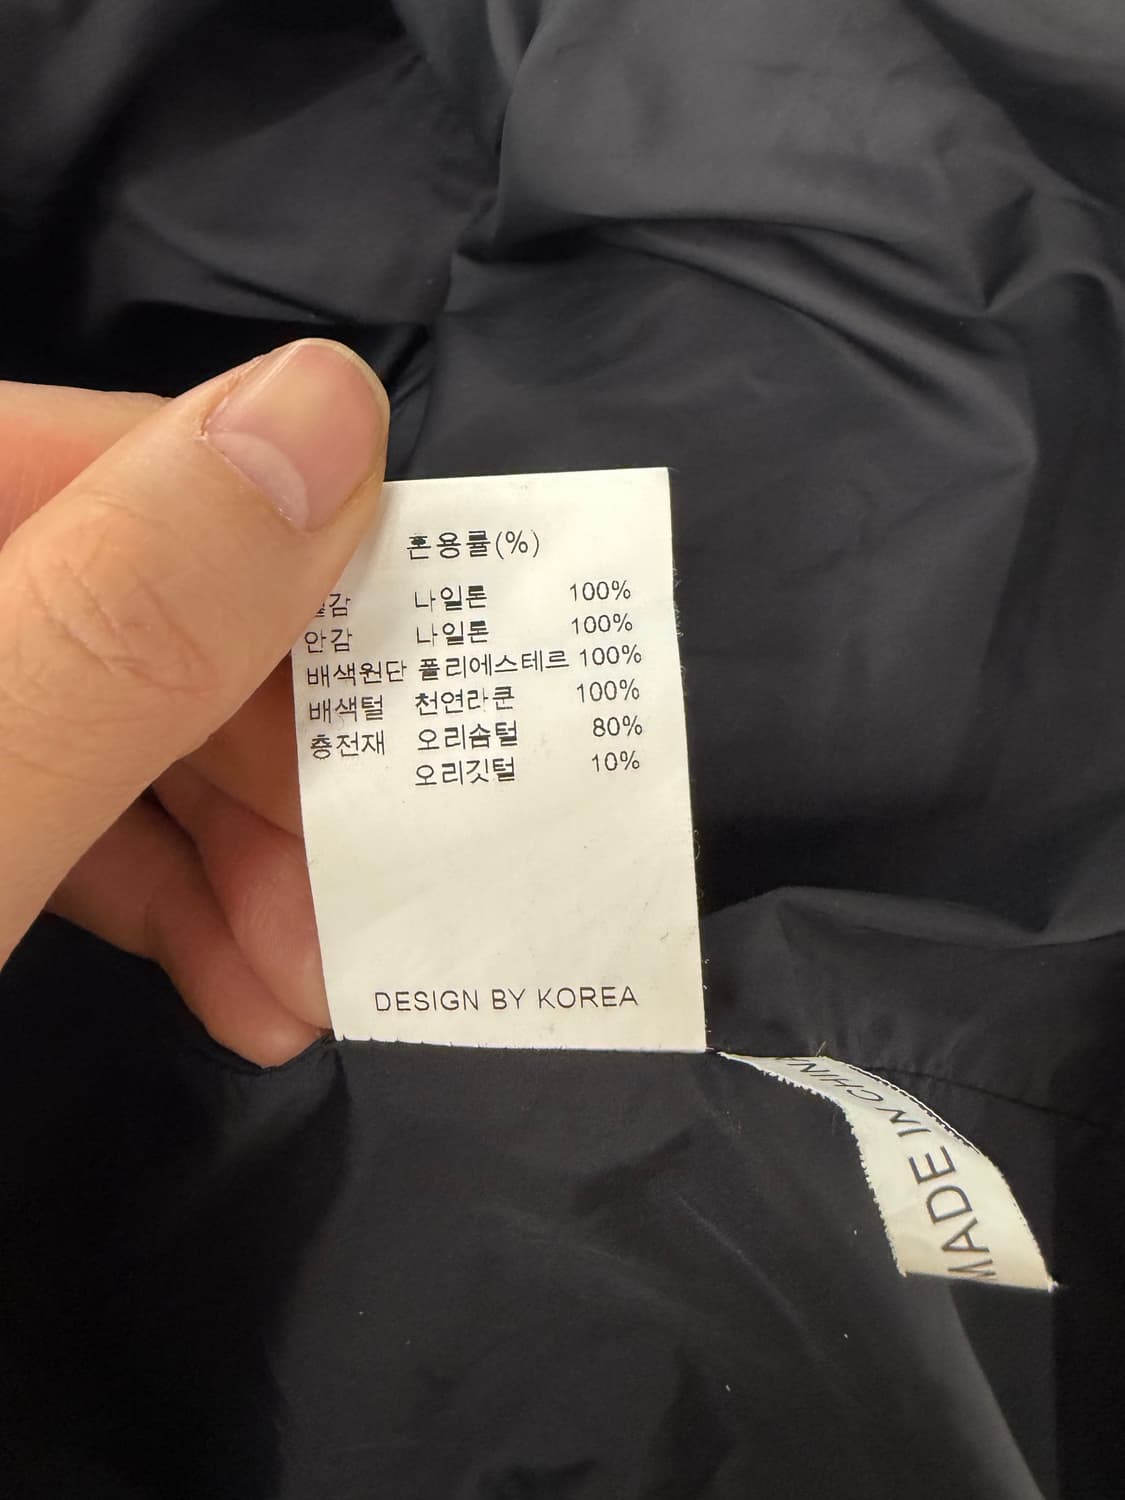 혼용률(%)
나일론 100%
안감 나일론 100%
배색원단 폴리에스테르 100%
배색털 천연라쿤 100%
충전재 오리솜털 80%
오리깃털 10%
DESIGN BY KOREA
MADE IN CHINA